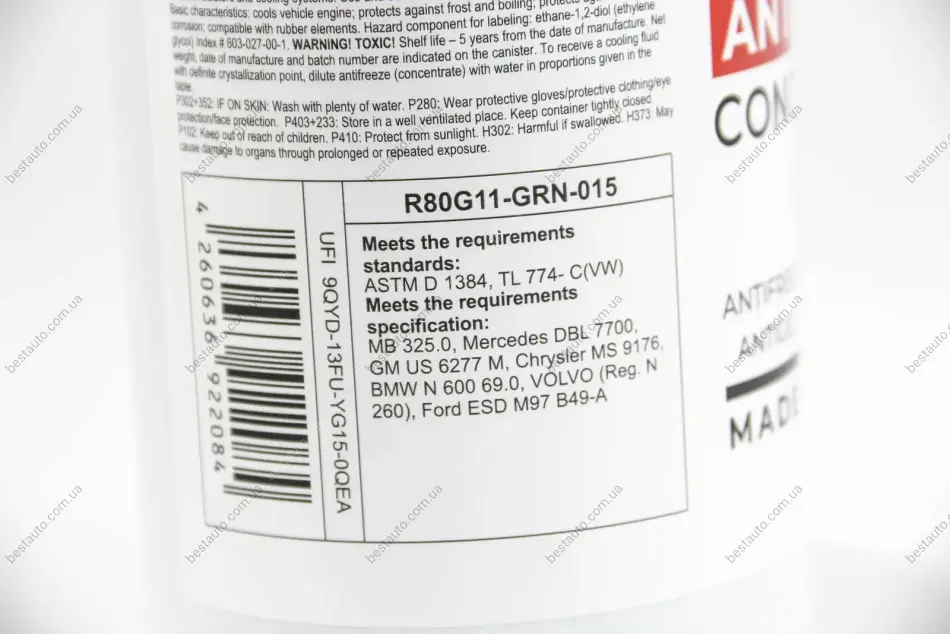 Basic characteristics: cools vehicle engine; protects against frost and boiling; protects
corrosion; compatible with rubber elements. Hazard component for labeling: ethane-1,2-diol (ethylene
glycol) Index # 603-027-00-1. WARNING! TOXIC! Shelf life – 5 years from the date of manufacture. Net
weight, date of manufacture and batch number are indicated on the canister. To receive a cooling fluid
with definite crystallization point, dilute antifreeze (concentrate) with water in proportions given in the
table.
P302+352: IF ON SKIN: Wash with plenty of water. P280: Wear protective gloves/protective clothing/eye
protection/face protection. P403+233: Store in a well ventilated place. Keep container tightly closed.
P102: Keep out of reach of children. P410: Protect from sunlight. H302: Harmful if swallowed. H373: May
cause damage to organs through prolonged or repeated exposure.
4 260636 922084
UFI 9QYD-13FU-YG15-0QEA
R80G11-GRN-015
Meets the requirements
standards:
ASTM D 1384, TL 774- C(VW)
Meets the requirements
specification:
MB 325.0, Mercedes DBL 7700,
GM US 6277 M, Chrysler MS 9176,
BMW N 600 69.0, VOLVO (Reg. N
260), Ford ESD M97 B49-A
AN
CON
ANTIFR
MADE
bestauto.com.ua